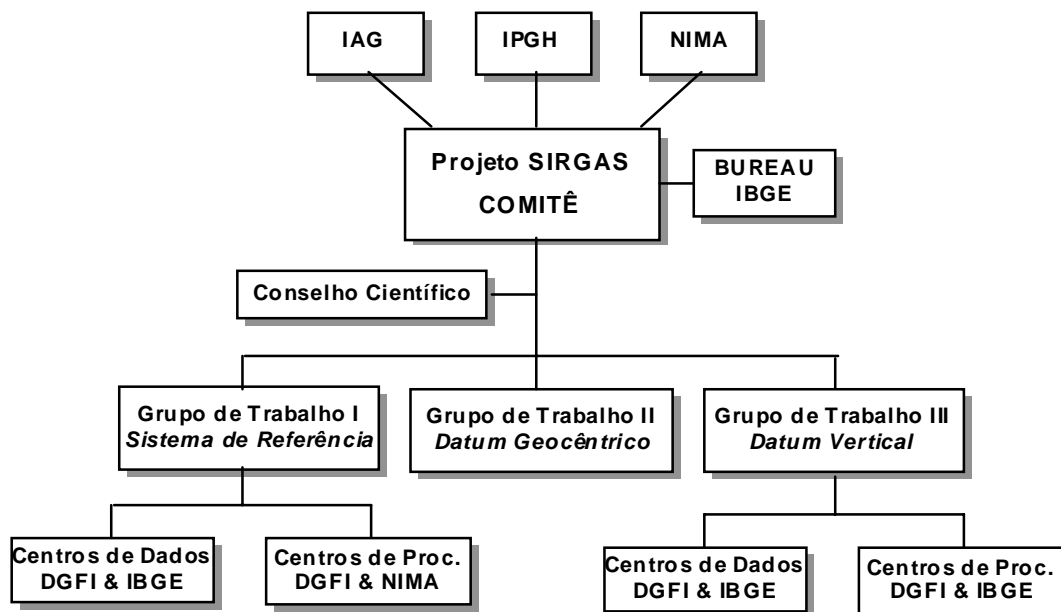 IAG
IPGH
NIMA
Projeto SIRGAS
COMITÊ
BUREAU
IBGE
Conselho Científico
Grupo de Trabalho I
Sistema de Referência
Grupo de Trabalho II
Datum Geocêntrico
Grupo de Trabalho III
Datum Vertical
Centros de Dados
DGFI & IBGE
Centros de Proc.
DGFI & NIMA
Centros de Dados
DGFI & IBGE
Centros de Proc.
DGFI & IBGE